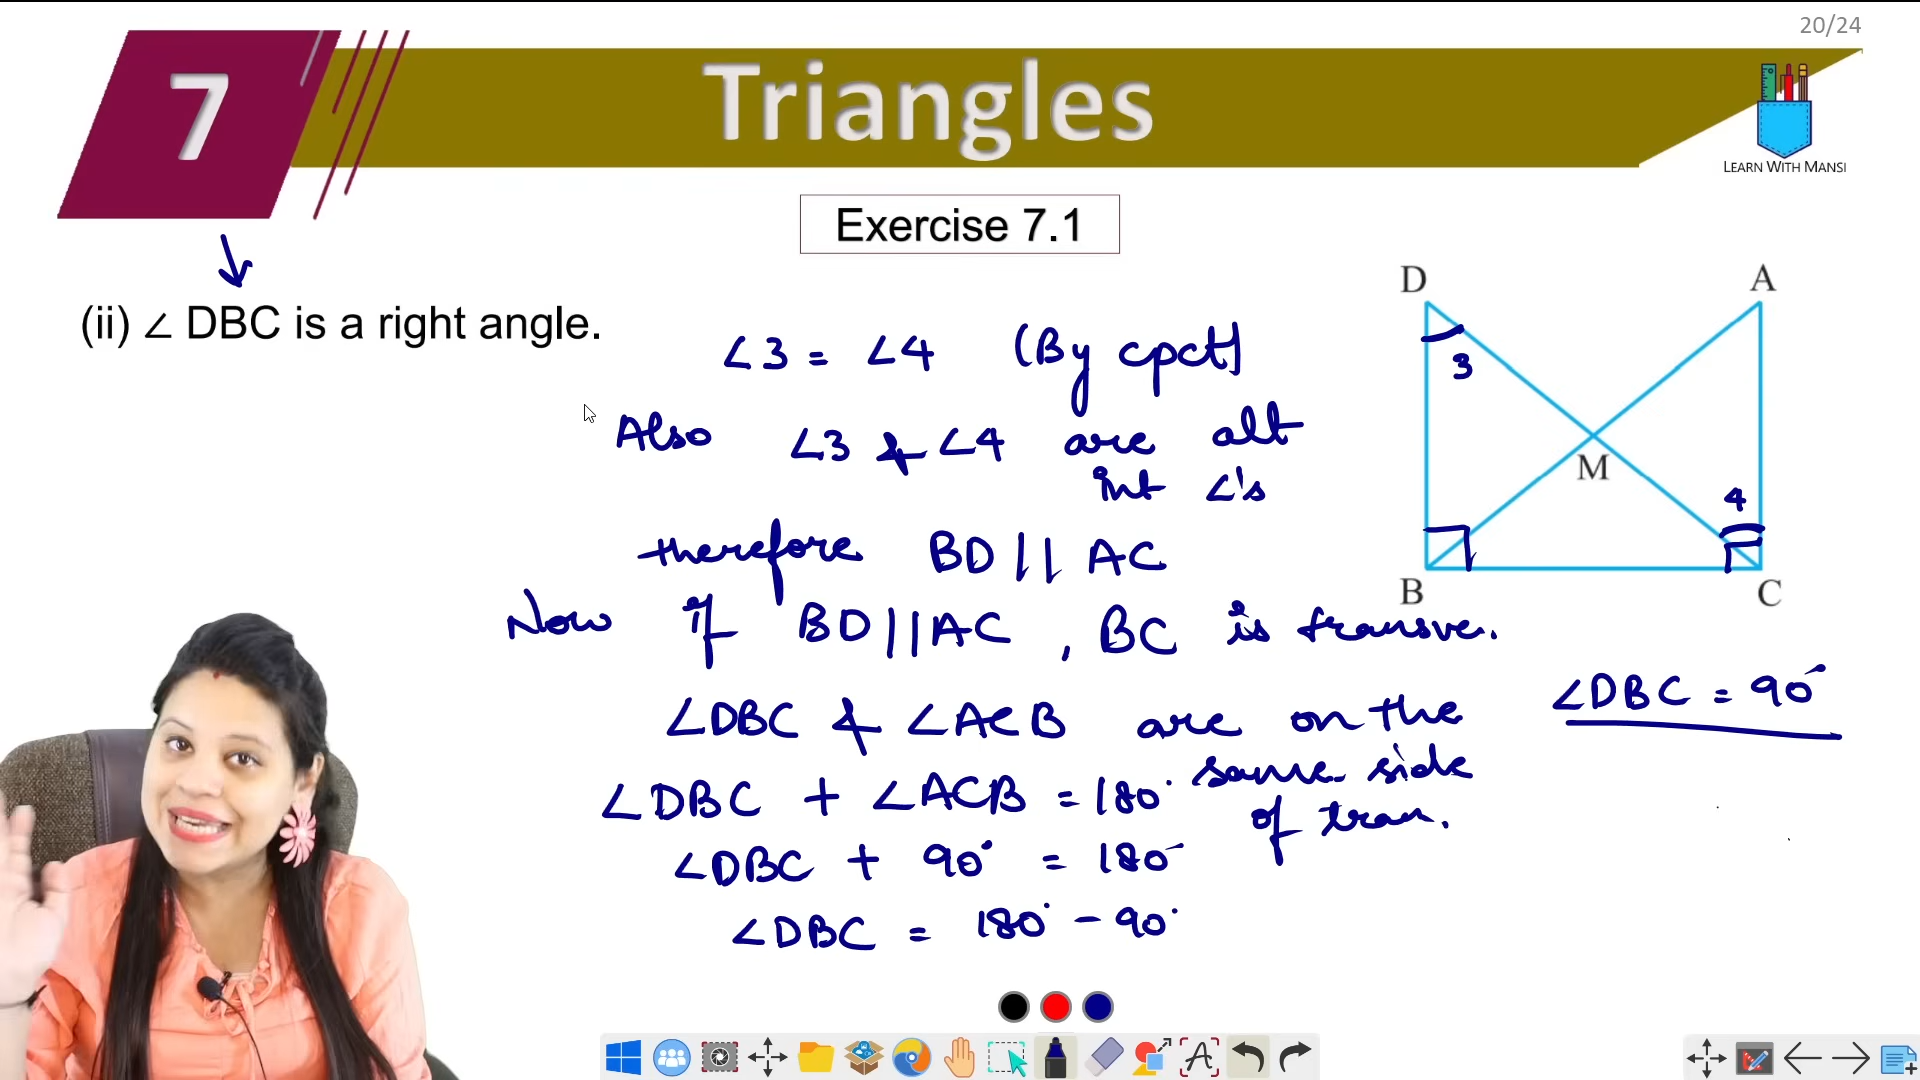 20/24
7
Triangles
LEARN WITH MANSI
Exercise 7.1
(ii) ∠ DBC is a right angle.
∠3 = ∠4 (By cpct)
Also ∠3 & ∠4 are alt
int ∠'s
therefore BD || AC
Now if BD || AC , BC is transve.
∠DBC & ∠ACB are on the
same side
of tran.
∠DBC + ∠ACB = 180°
∠DBC + 90° = 180°
∠DBC = 180° - 90°
∠DBC = 90°
D
A
3
M
4
B
C